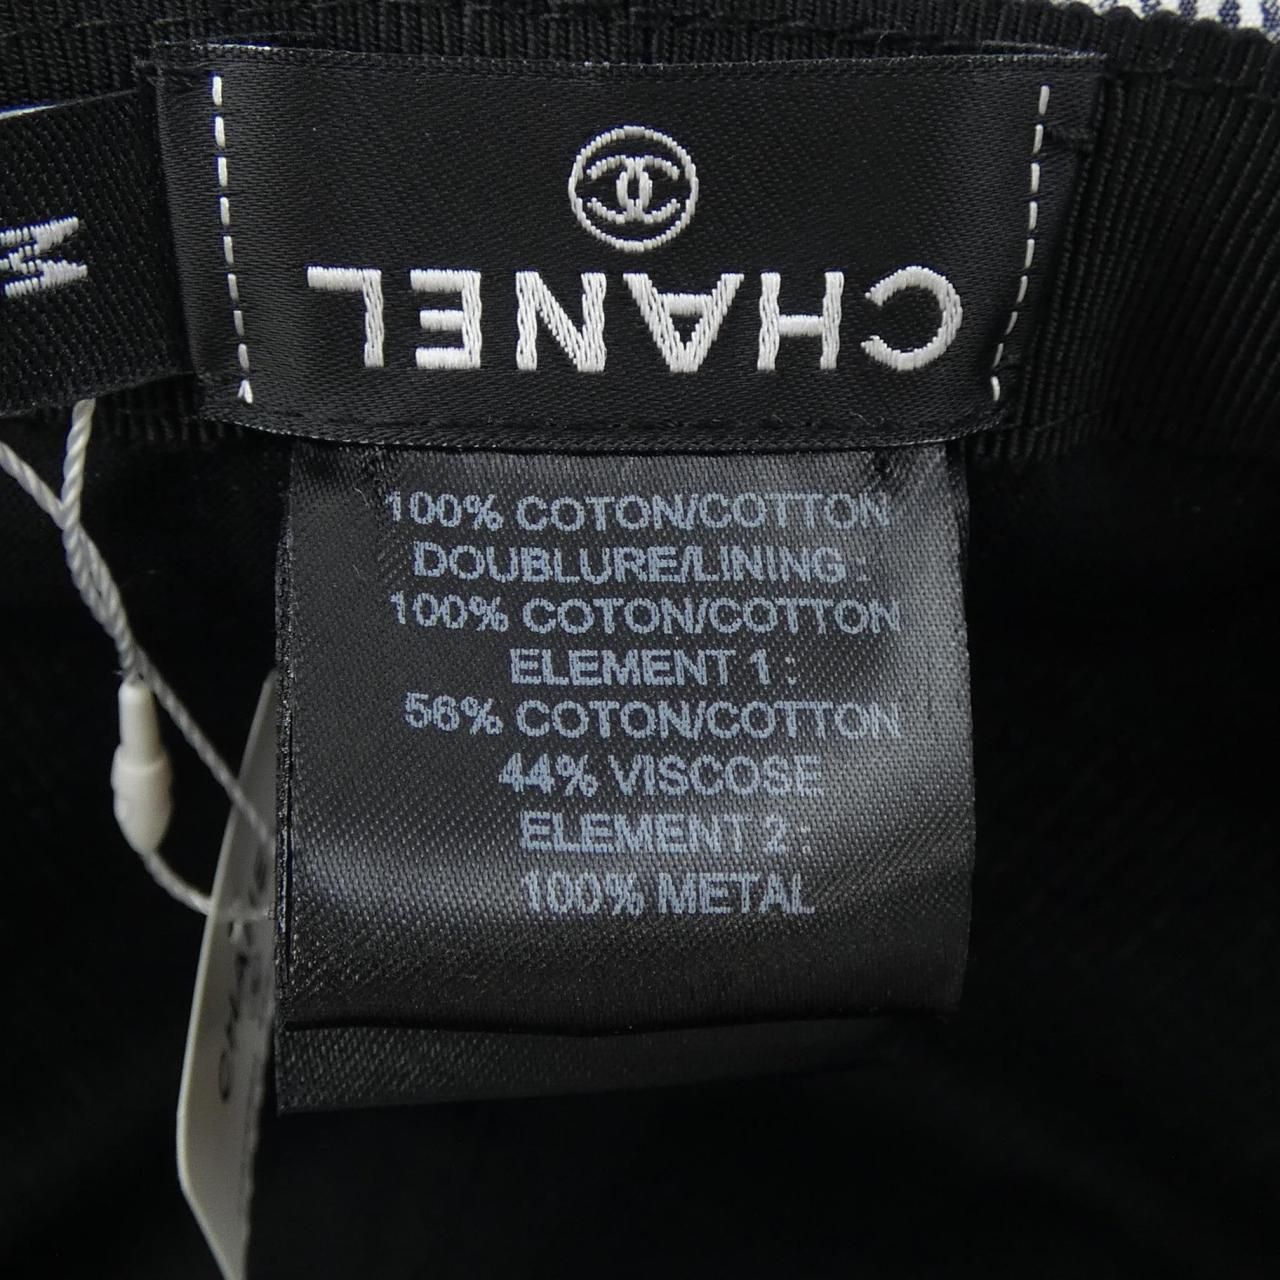 CHANEL
M
100% COTON/COTTON
DOUBLURE/LINING :
100% COTON/COTTON
ELEMENT 1 :
56% COTON/COTTON
44% VISCOSE
ELEMENT 2 :
100% METAL
CHANEL